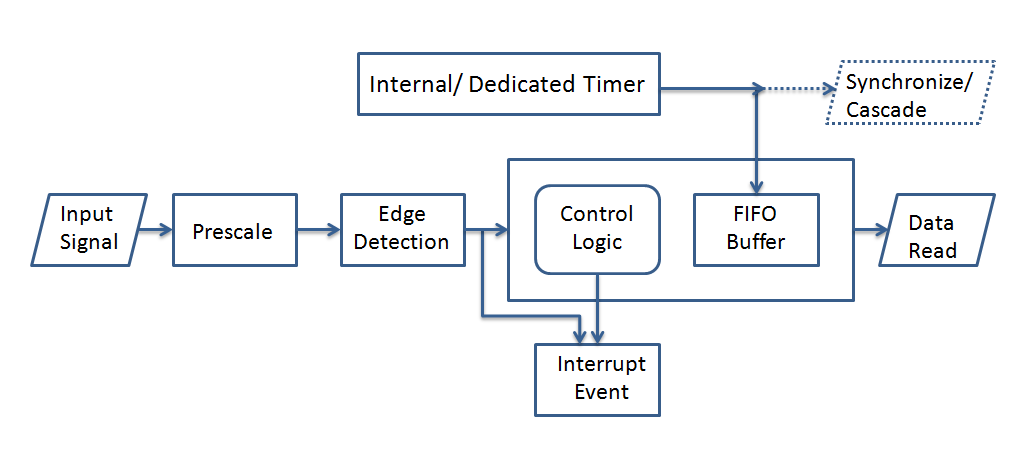 Internal/ Dedicated Timer
Synchronize/
Cascade
Input
Signal
Prescale
Edge
Detection
Control
Logic
FIFO
Buffer
Data
Read
Interrupt
Event